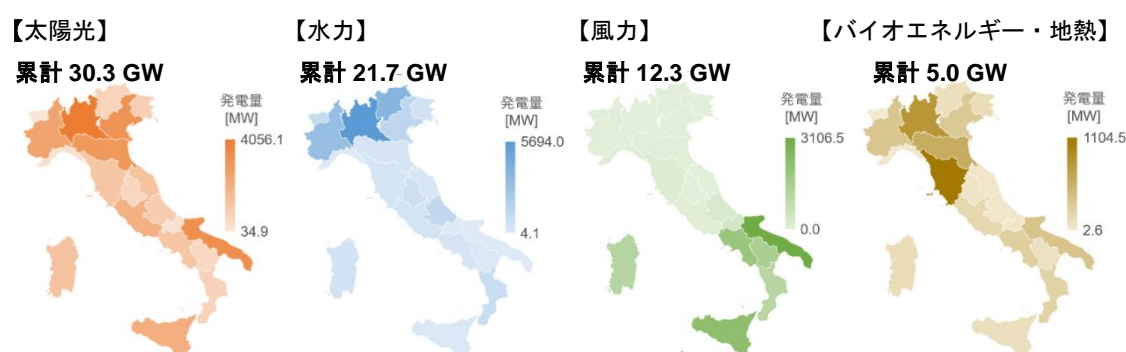 【太陽光】
累計 30.3 GW
発電量
[MW]
4056.1
34.9
【水力】
累計 21.7 GW
発電量
[MW]
5694.0
4.1
【風力】
累計 12.3 GW
発電量
[MW]
3106.5
0.0
【バイオエネルギー・地熱】
累計 5.0 GW
発電量
[MW]
1104.5
2.6